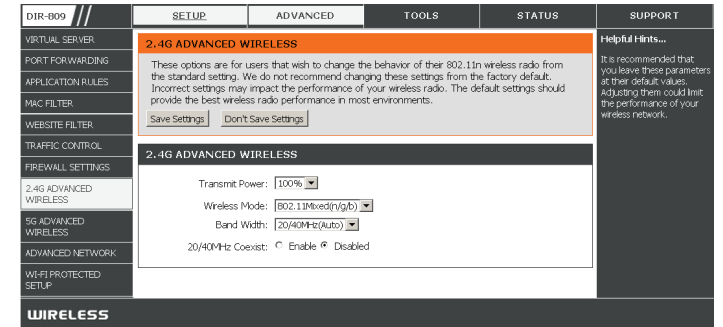 DIR-809
SETUP
ADVANCED
TOOLS
STATUS
SUPPORT
VIRTUAL SERVER
PORT FORWARDING
APPLICATION RULES
MAC FILTER
WEBSITE FILTER
TRAFFIC CONTROL
FIREWALL SETTINGS
2.4G ADVANCED
WIRELESS
5G ADVANCED
WIRELESS
ADVANCED NETWORK
WI-FI PROTECTED
SETUP
2.4G ADVANCED WIRELESS
These options are for users that wish to change the behavior of their 802.11n wireless radio from
the standard setting. We do not recommend changing these settings from the factory default.
Incorrect settings may impact the performance of your wireless radio. The default settings should
provide the best wireless radio performance in most environments.
Save Settings Don't Save Settings
2.4G ADVANCED WIRELESS
Transmit Power: 100%
Wireless Mode: 802.11Mixed(n/g/b)
Band Width: 20/40MHz(Auto)
20/40MHz Coexist: Enable Disabled
Helpful Hints...
It is recommended that
you leave these parameters
at their default values.
Adjusting them could limit
the performance of your
wireless network.
WIRELESS